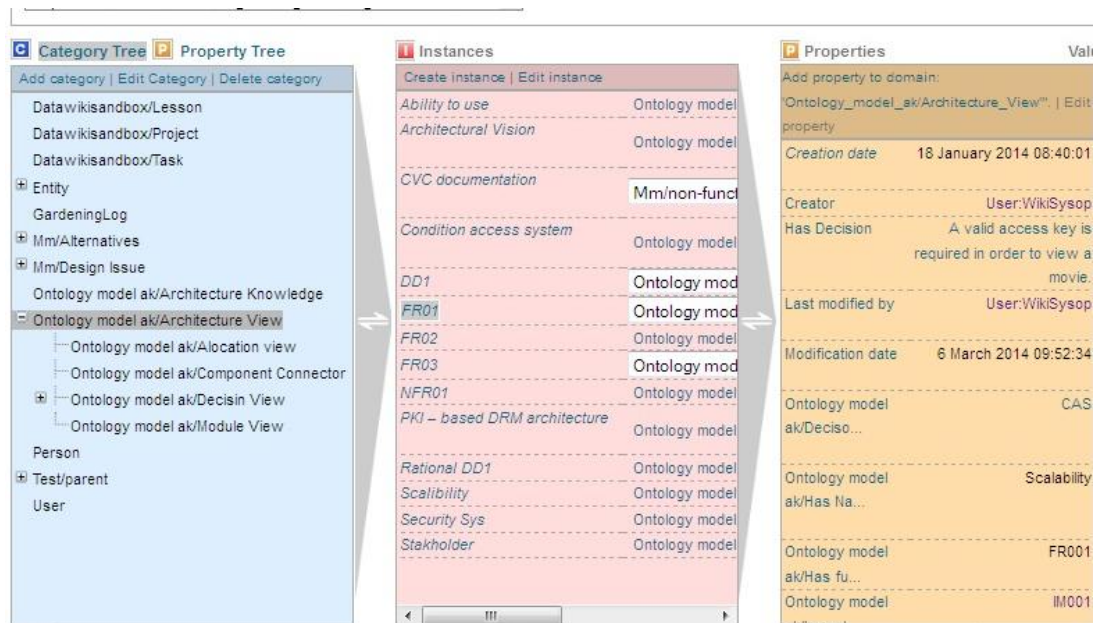 Category Tree Property Tree
Add category | Edit Category | Delete category
Datawikisandbox/Lesson
Datawikisandbox/Project
Datawikisandbox/Task
Entity
GardeningLog
Mm/Alternatives
Mm/Design Issue
Ontology model ak/Architecture Knowledge
Ontology model ak/Architecture View
Ontology model ak/Alocation view
Ontology model ak/Component Connector
Ontology model ak/Decisin View
Ontology model ak/Module View
Person
Test/parent
User
Instances
Create instance | Edit instance
Ability to use Ontology model
Architectural Vision Ontology model
CVC documentation Mm/non-funct
Condition access system Ontology model
DD1 Ontology mod
FR01 Ontology mod
FR02 Ontology model
FR03 Ontology mod
NFR01 Ontology model
PKI – based DRM architecture Ontology model
Rational DD1 Ontology model
Scalibility Ontology model
Security Sys Ontology model
Stakholder Ontology model
Properties Val
Add property to domain:
"Ontology_model_ak/Architecture_View"'. | Edit
property
Creation date 18 January 2014 08:40:01
Creator User:WikiSysop
Has Decision A valid access key is
required in order to view a
movie.
Last modified by User:WikiSysop
Modification date 6 March 2014 09:52:34
Ontology model CAS
ak/Deciso...
Ontology model Scalability
ak/Has Na...
Ontology model FR001
ak/Has fu...
Ontology model IM001